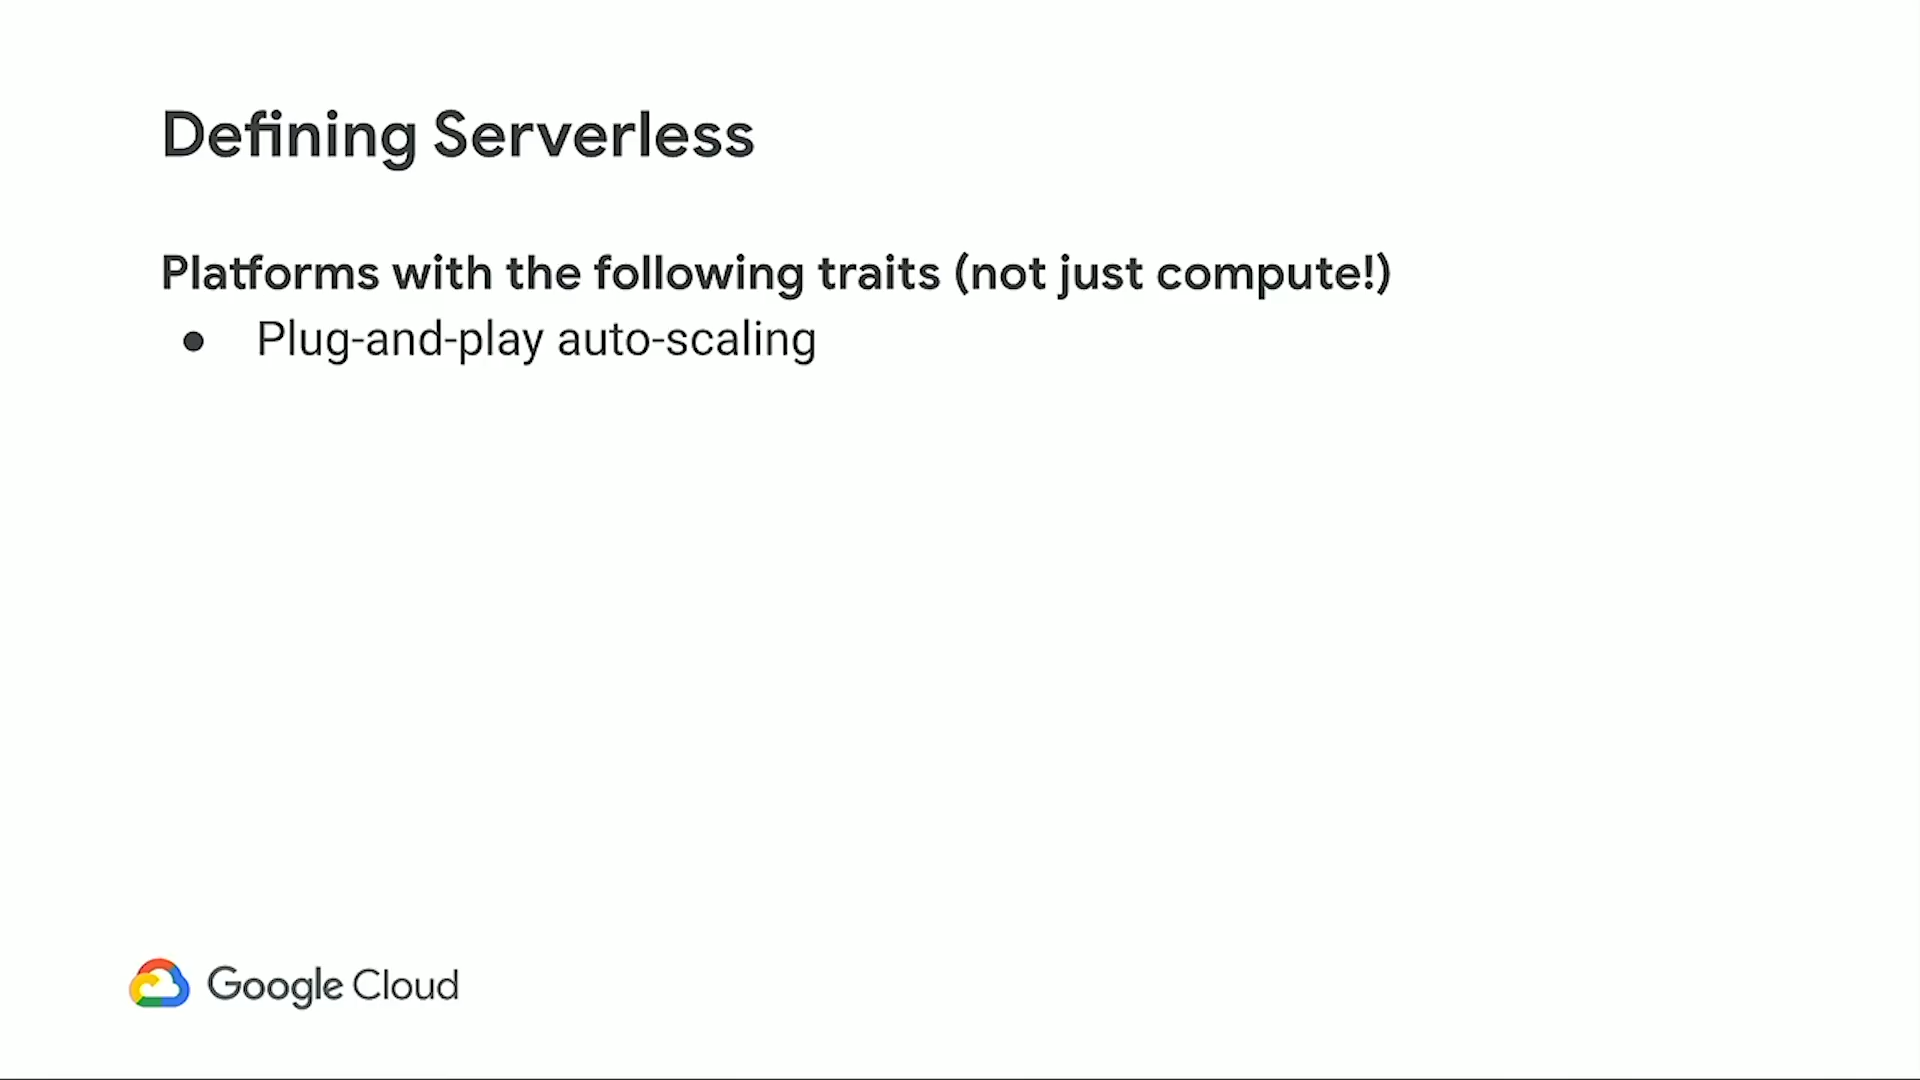 Defining Serverless
Platforms with the following traits (not just compute!)
● Plug-and-play auto-scaling
Google Cloud